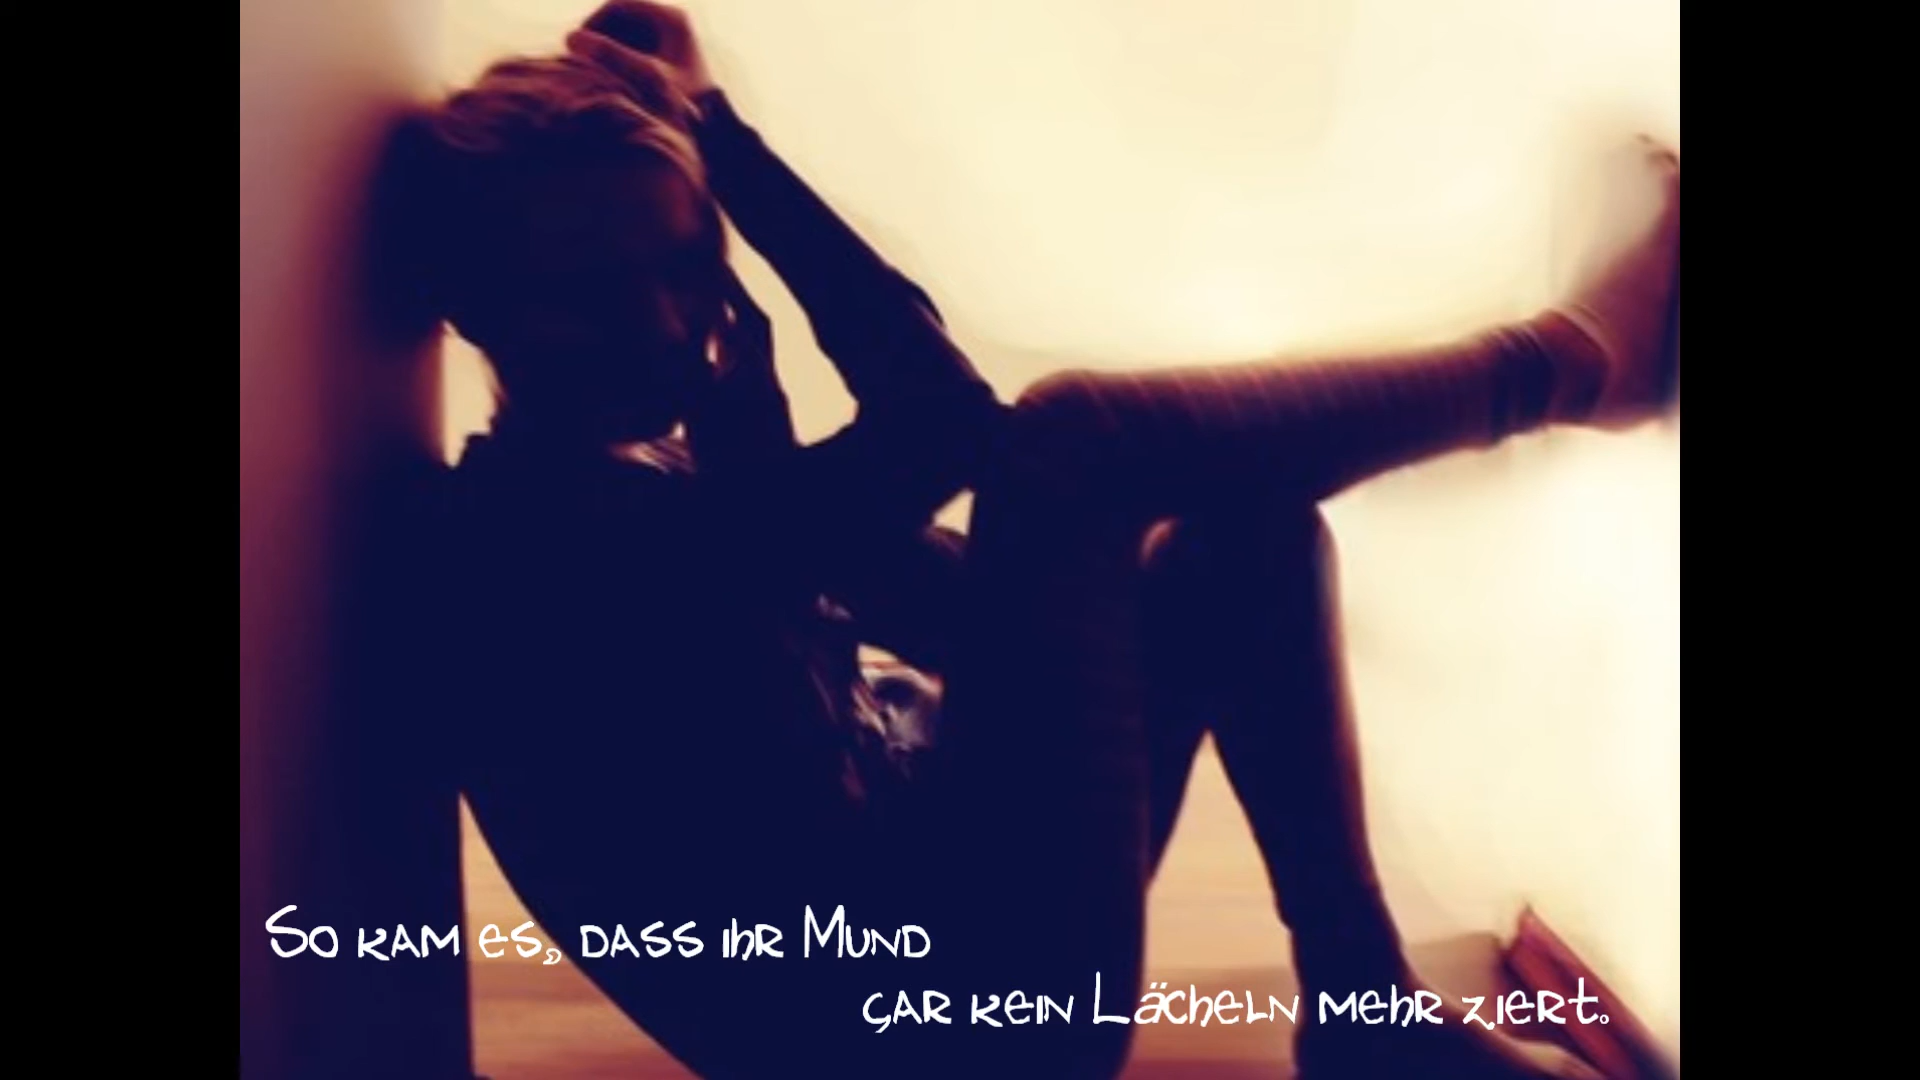 So kam es, dass ihr Mund
gar kein Lächeln mehr ziert.